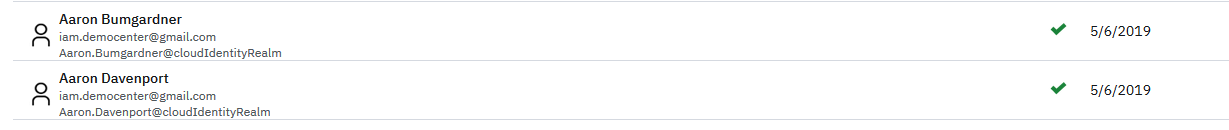 Aaron Bumgardner
iam.democenter@gmail.com
Aaron.Bumgardner@cloudIdentityRealm
5/6/2019
Aaron Davenport
iam.democenter@gmail.com
Aaron.Davenport@cloudIdentityRealm
5/6/2019